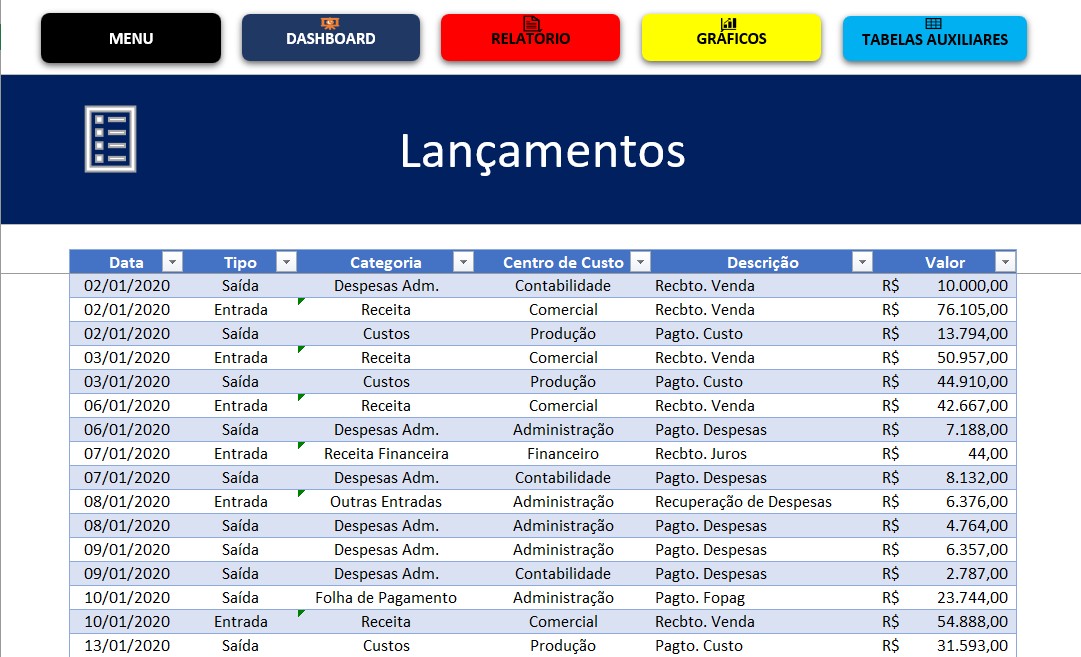 MENU DASHBOARD RELATÓRIO GRÁFICOS TABELAS AUXILIARES
Lançamentos
Data Tipo Categoria Centro de Custo Descrição Valor
02/01/2020 Saída Despesas Adm. Contabilidade Recbto. Venda R$ 10.000,00
02/01/2020 Entrada Receita Comercial Recbto. Venda R$ 76.105,00
02/01/2020 Saída Custos Produção Pagto. Custo R$ 13.794,00
03/01/2020 Entrada Receita Comercial Recbto. Venda R$ 50.957,00
03/01/2020 Saída Custos Produção Pagto. Custo R$ 44.910,00
06/01/2020 Entrada Receita Comercial Recbto. Venda R$ 42.667,00
06/01/2020 Saída Despesas Adm. Administração Pagto. Despesas R$ 7.188,00
07/01/2020 Entrada Receita Financeira Financeiro Recbto. Juros R$ 44,00
07/01/2020 Saída Despesas Adm. Contabilidade Pagto. Despesas R$ 8.132,00
08/01/2020 Entrada Outras Entradas Administração Recuperação de Despesas R$ 6.376,00
08/01/2020 Saída Despesas Adm. Administração Pagto. Despesas R$ 4.764,00
09/01/2020 Saída Despesas Adm. Administração Pagto. Despesas R$ 6.357,00
09/01/2020 Saída Despesas Adm. Contabilidade Pagto. Despesas R$ 2.787,00
10/01/2020 Saída Folha de Pagamento Administração Pagto. Fopag R$ 23.744,00
10/01/2020 Entrada Receita Comercial Recbto. Venda R$ 54.888,00
13/01/2020 Saída Custos Produção Pagto. Custo R$ 31.593,00